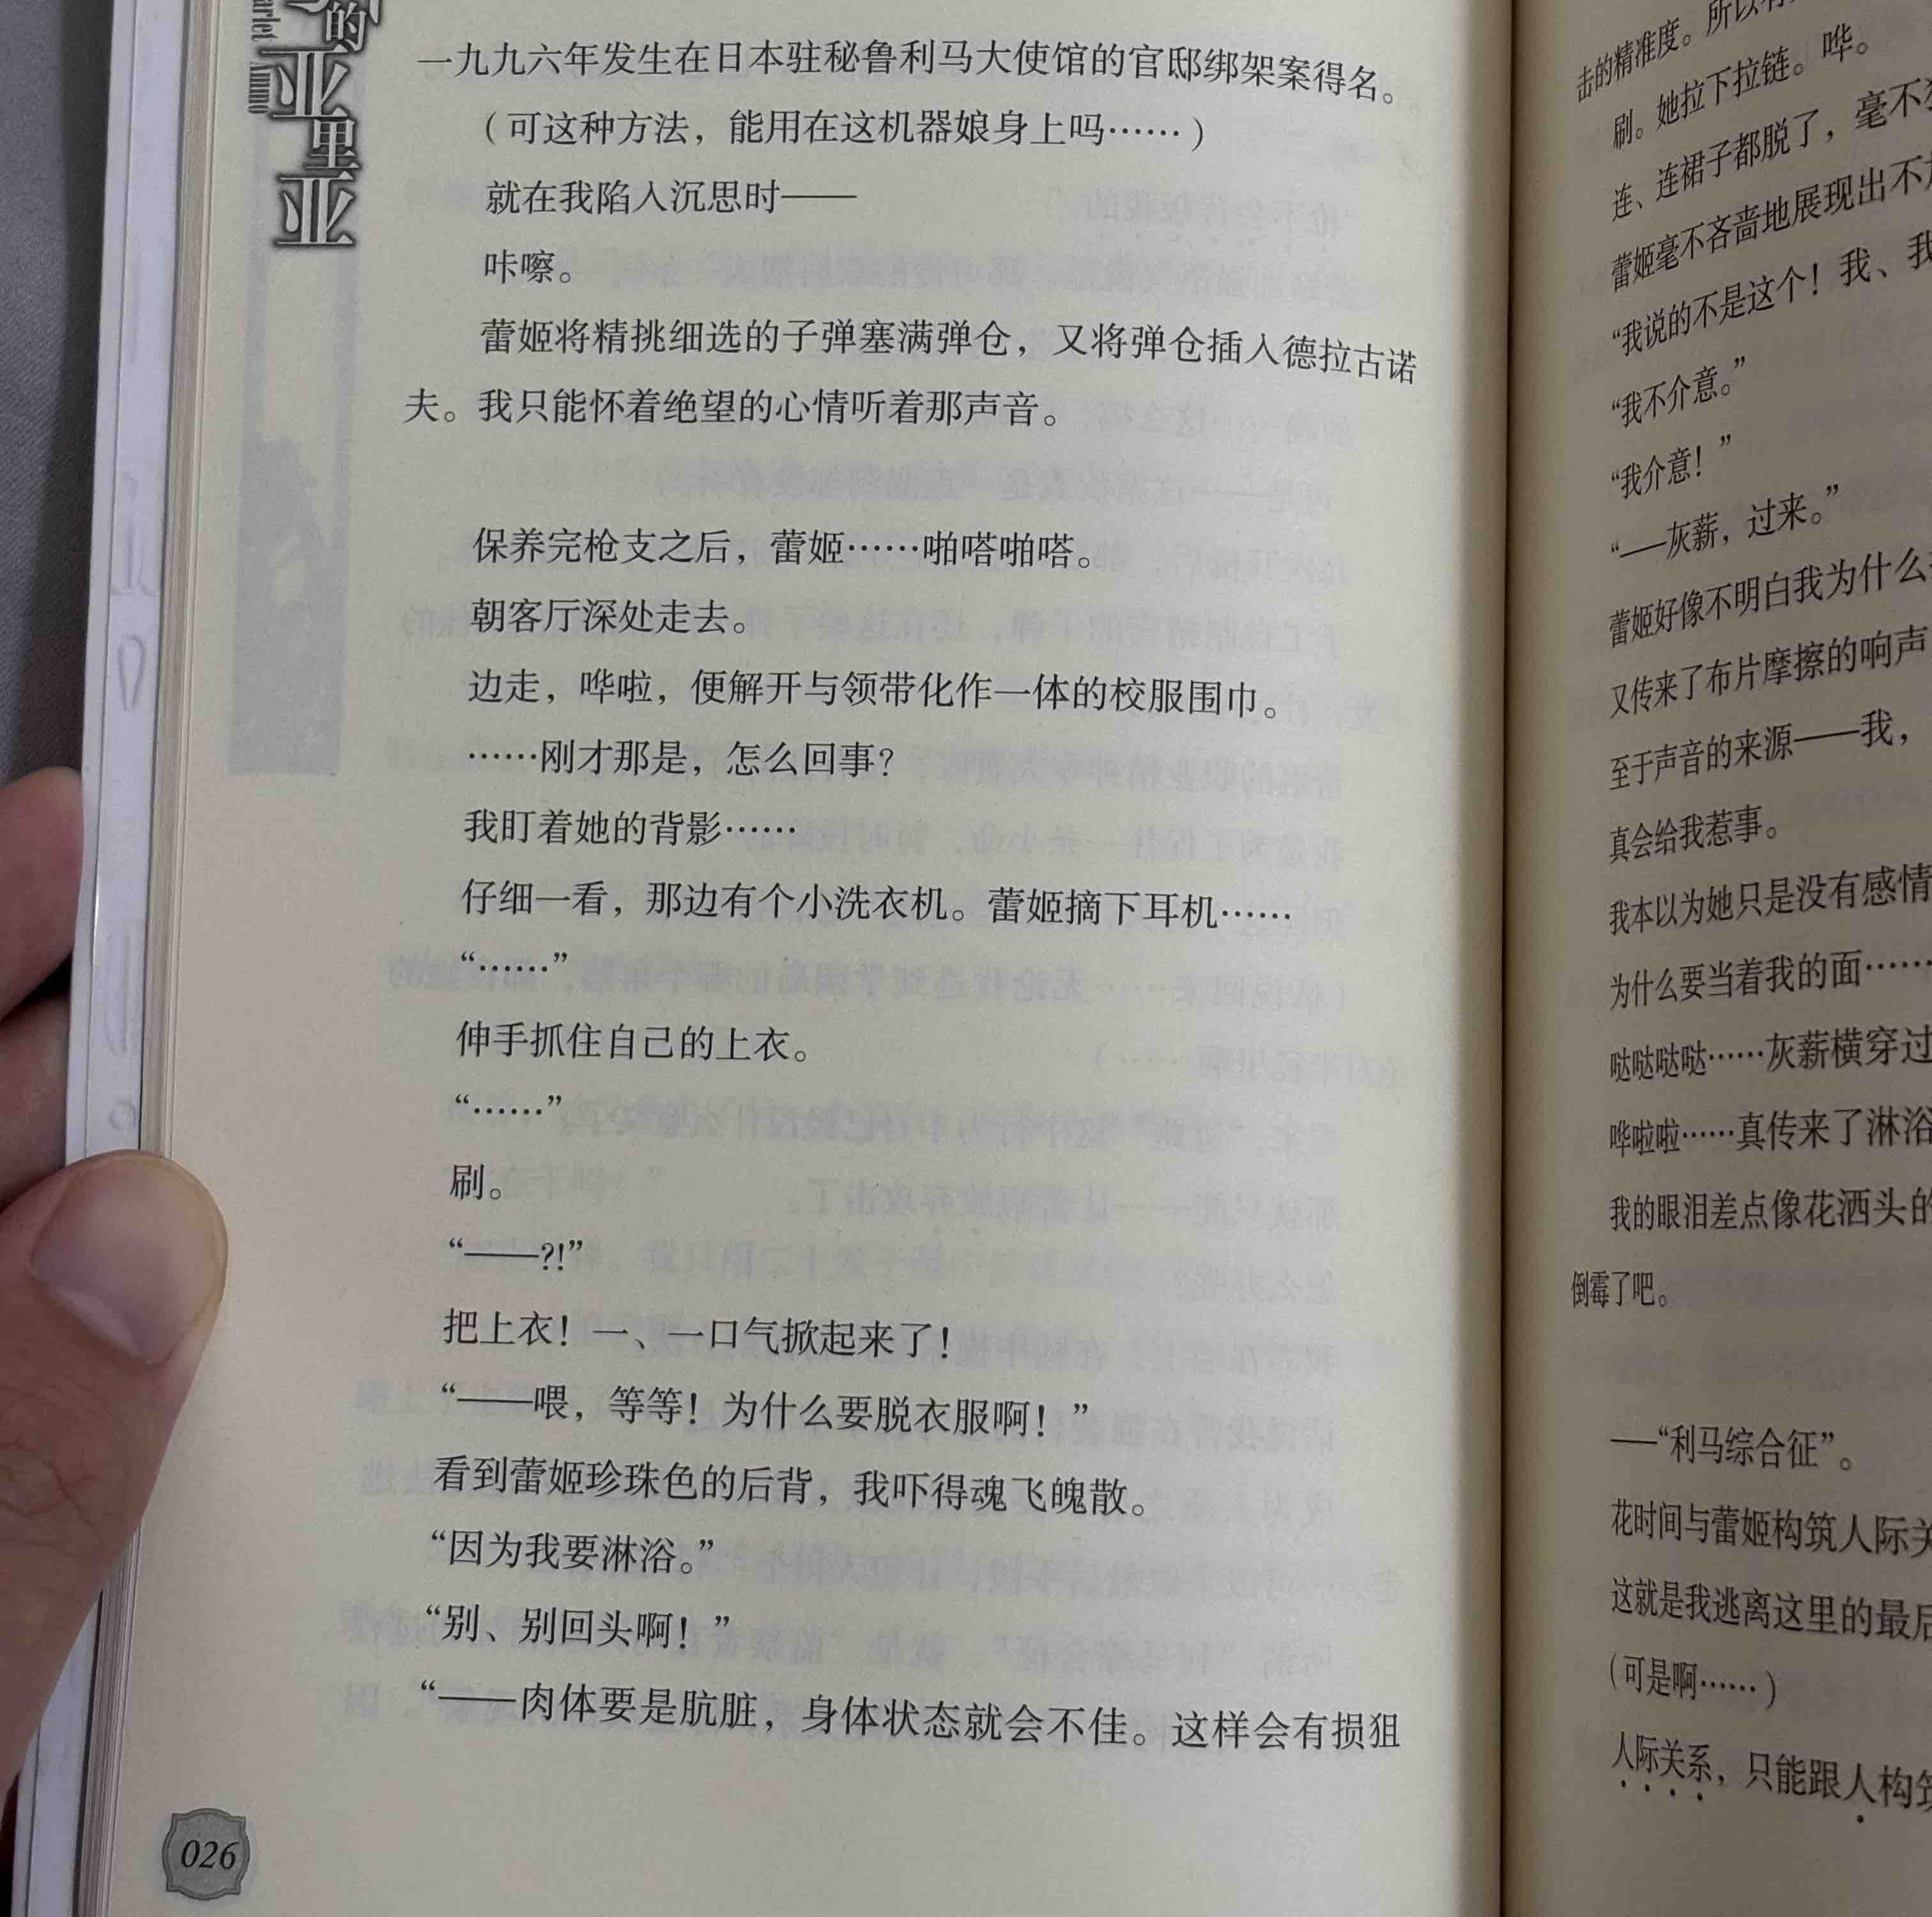 的
亚
里
亚
一九九六年发生在日本驻秘鲁利马大使馆的官邸绑架案得名。
（可这种方法，能用在这机器娘身上吗……）
就在我陷入沉思时——
咔嚓。
蕾姬将精挑细选的子弹塞满弹仓，又将弹仓插入德拉古诺
夫。我只能怀着绝望的心情听着那声音。
保养完枪支之后，蕾姬……啪嗒啪嗒。
朝客厅深处走去。
边走，哗啦，便解开与领带化作一体的校服围巾。
……刚才那是，怎么回事？
我盯着她的背影……
仔细一看，那边有个小洗衣机。蕾姬摘下耳机……
“……”
伸手抓住自己的上衣。
“……”
刷。
“——?!”
把上衣！一、一口气掀起来了！
“——喂，等等！为什么要脱衣服啊！”
看到蕾姬珍珠色的后背，我吓得魂飞魄散。
“因为我要淋浴。”
“别、别回头啊！”
“——肉体要是肮脏，身体状态就会不佳。这样会有损狙
026
击的精准度。所以有
刷。她拉下拉链。哗。
连、连裙子都脱了，毫不
蕾姬毫不吝啬地展现出不
“我说的不是这个！我、我
“我不介意。”
“我介意！”
“——灰薪，过来。”
蕾姬好像不明白我为什么
又传来了布片摩擦的响声
至于声音的来源——我，
真会给我惹事。
我本以为她只是没有感情
为什么要当着我的面……
哒哒哒哒……灰薪横穿过
哗啦啦……真传来了淋浴
我的眼泪差点像花洒头的
倒霉了吧。
——“利马综合征”。
花时间与蕾姬构筑人际关
这就是我逃离这里的最后
（可是啊……）
人际关系，只能跟人构筑